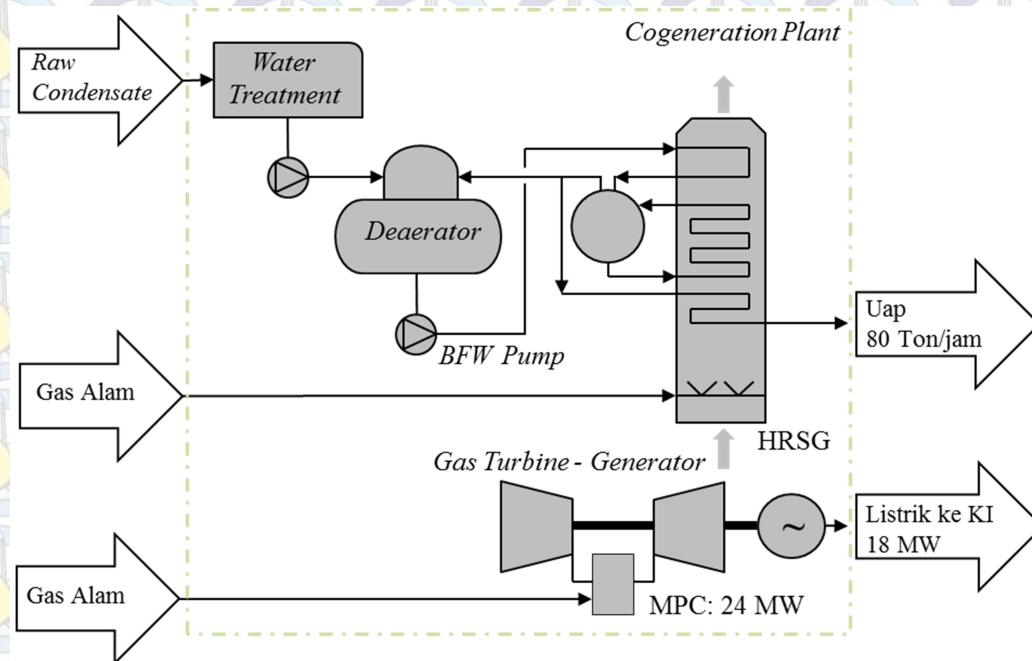 Cogeneration Plant
Raw
Condensate
Water
Treatment
Deaerator
BFW Pump
Uap
80 Ton/jam
Gas Alam
HRSG
Gas Turbine - Generator
Listrik ke KI
18 MW
~
Gas Alam
MPC: 24 MW